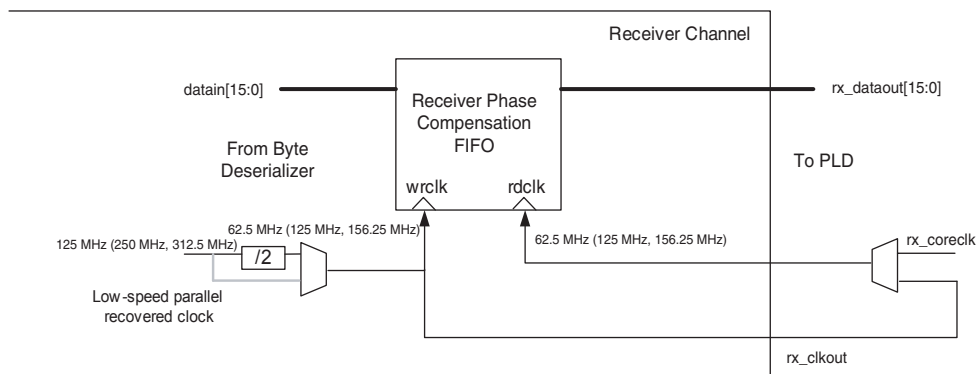 Receiver Channel
datain[15:0]
rx_dataout[15:0]
Receiver Phase
Compensation
FIFO
From Byte
Deserializer
To PLD
wrclk
rdclk
62.5 MHz (125 MHz, 156.25 MHz)
125 MHz (250 MHz, 312.5 MHz)
/2
62.5 MHz (125 MHz, 156.25 MHz)
rx_coreclk
Low-speed parallel
recovered clock
rx_clkout